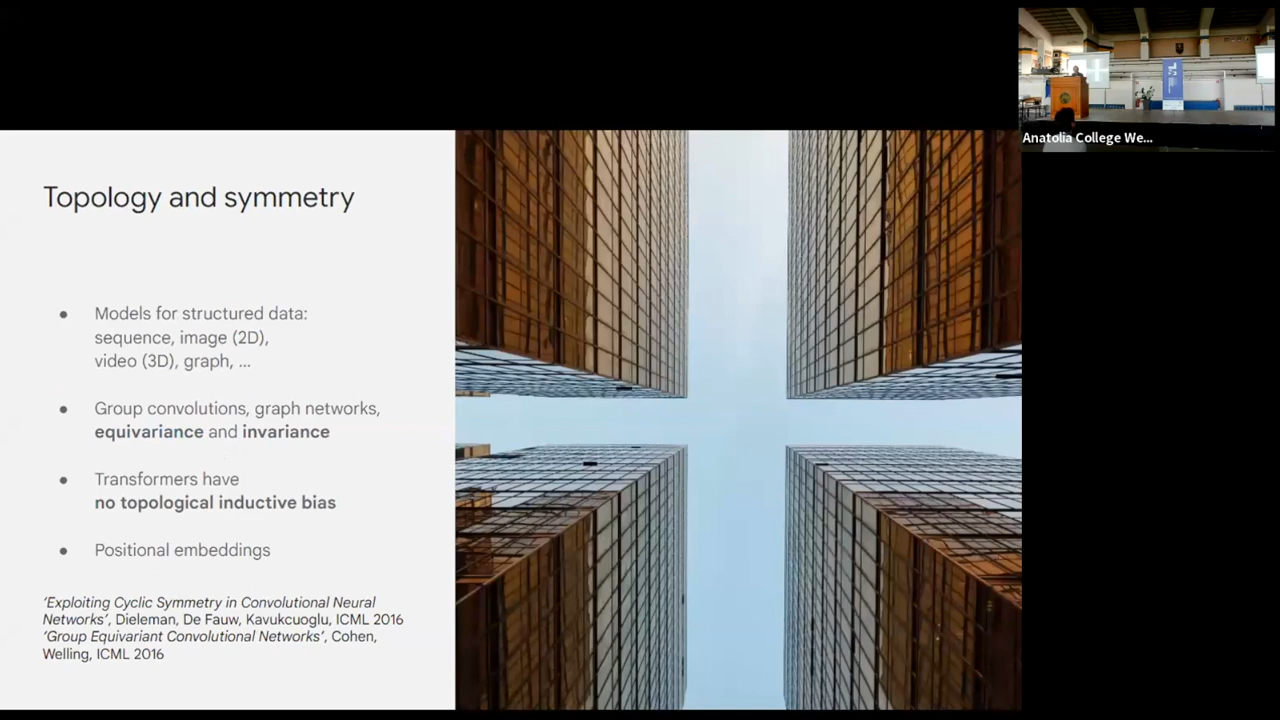 Topology and symmetry
● Models for structured data:
sequence, image (2D),
video (3D), graph, ...
● Group convolutions, graph networks,
equivariance and invariance
● Transformers have
no topological inductive bias
● Positional embeddings
‘Exploiting Cyclic Symmetry in Convolutional Neural
Networks’, Dieleman, De Fauw, Kavukcuoglu, ICML 2016
‘Group Equivariant Convolutional Networks’, Cohen,
Welling, ICML 2016
Anatolia College We...